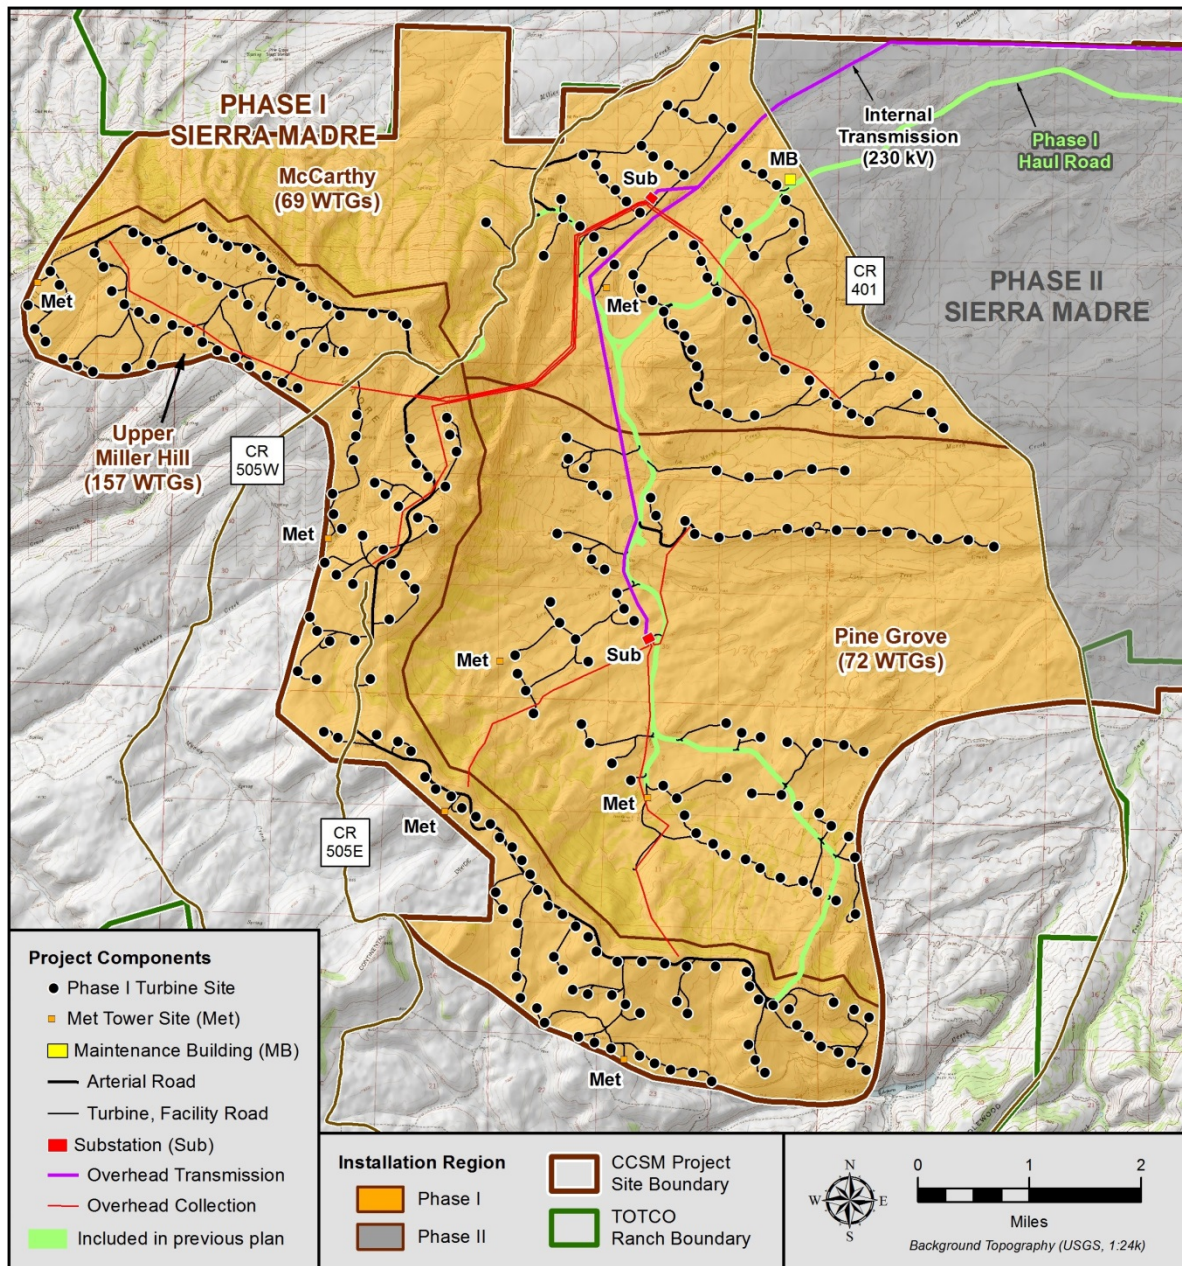 PHASE I
SIERRA MADRE
McCarthy
(69 WTGs)
Internal
Transmission
(230 kV)
Phase I
Haul Road
MB
Sub
CR
401
PHASE II
SIERRA MADRE
Met
Met
Upper
Miller Hill
(157 WTGs)
CR
505W
Met
Pine Grove
(72 WTGs)
Sub
Met
Met
Met
CR
505E
Met
Project Components
Phase I Turbine Site
Met Tower Site (Met)
Maintenance Building (MB)
Arterial Road
Turbine, Facility Road
Substation (Sub)
Overhead Transmission
Overhead Collection
Included in previous plan
Installation Region
Phase I
Phase II
CCSM Project
Site Boundary
TOTCO
Ranch Boundary
N
W E
S
0 1 2
Miles
Background Topography (USGS, 1:24k)